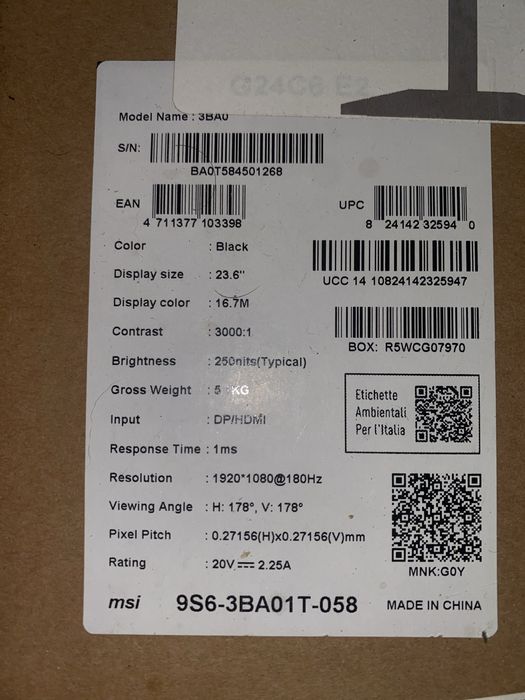 G24C6 E2
Model Name : 3BA0
S/N:
BA0T584501268
EAN
4 711377 103398
UPC
8 24142 32594 0
Color : Black
UCC 14 10824142325947
Display size : 23.6"
Display color : 16.7M
Contrast : 3000:1
BOX: R5WCG07970
Brightness : 250nits(Typical)
Gross Weight : KG
Etichette
Ambientali
Per l'Italia
Input : DP/HDMI
Response Time : 1ms
Resolution : 1920*1080@180Hz
Viewing Angle : H: 178°, V: 178°
Pixel Pitch : 0.27156(H)x0.27156(V)mm
Rating : 20V ⎓ 2.25A
MNK:G0Y
msi 9S6-3BA01T-058 MADE IN CHINA